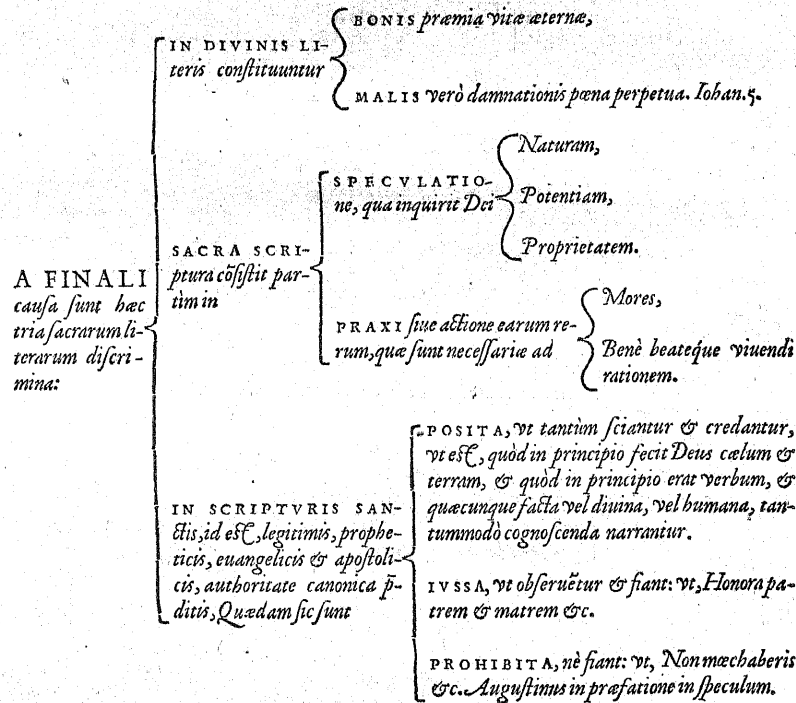 A FINALI
cauſa ſunt hæc
tria ſacrarum li-
terarum diſcri-
mina:
IN DIVINIS LI-
teris conſtituuntur
BONIS præmia vitæ æternæ,
MALIS verò damnationis pœna perpetua. Iohan.5.
SACRA SCRI-
ptura cõſiſtit par-
tim in
SPECVLATIO-
ne, qua inquirit Dei
Naturam,
Potentiam,
Proprietatem.
PRAXI ſiue actione earum re-
rum, quæ ſunt neceſſariæ ad
Mores,
Benè beateque viuendi
rationem.
IN SCRIPTVRIS SAN-
ctis, id eſt, legitimis, prophe-
ticis, euangelicis & apoſtoli-
cis, authoritate canonica p̄-
ditis, Quædam ſic ſunt
POSITA, vt tantùm ſciantur & credantur,
vt eſt, quòd in principio fecit Deus cælum &
terram, & quòd in principio erat verbum, &
quæcunque facta vel diuina, vel humana, tan-
tummodò cognoſcenda narrantur.
IVSSA, vt obſeruẽtur & fiant: vt, Honora pa-
trem & matrem &c.
PROHIBITA, nè fiant: vt, Non mœchaberis
&c. Auguſtinus in præfatione in ſpeculum.